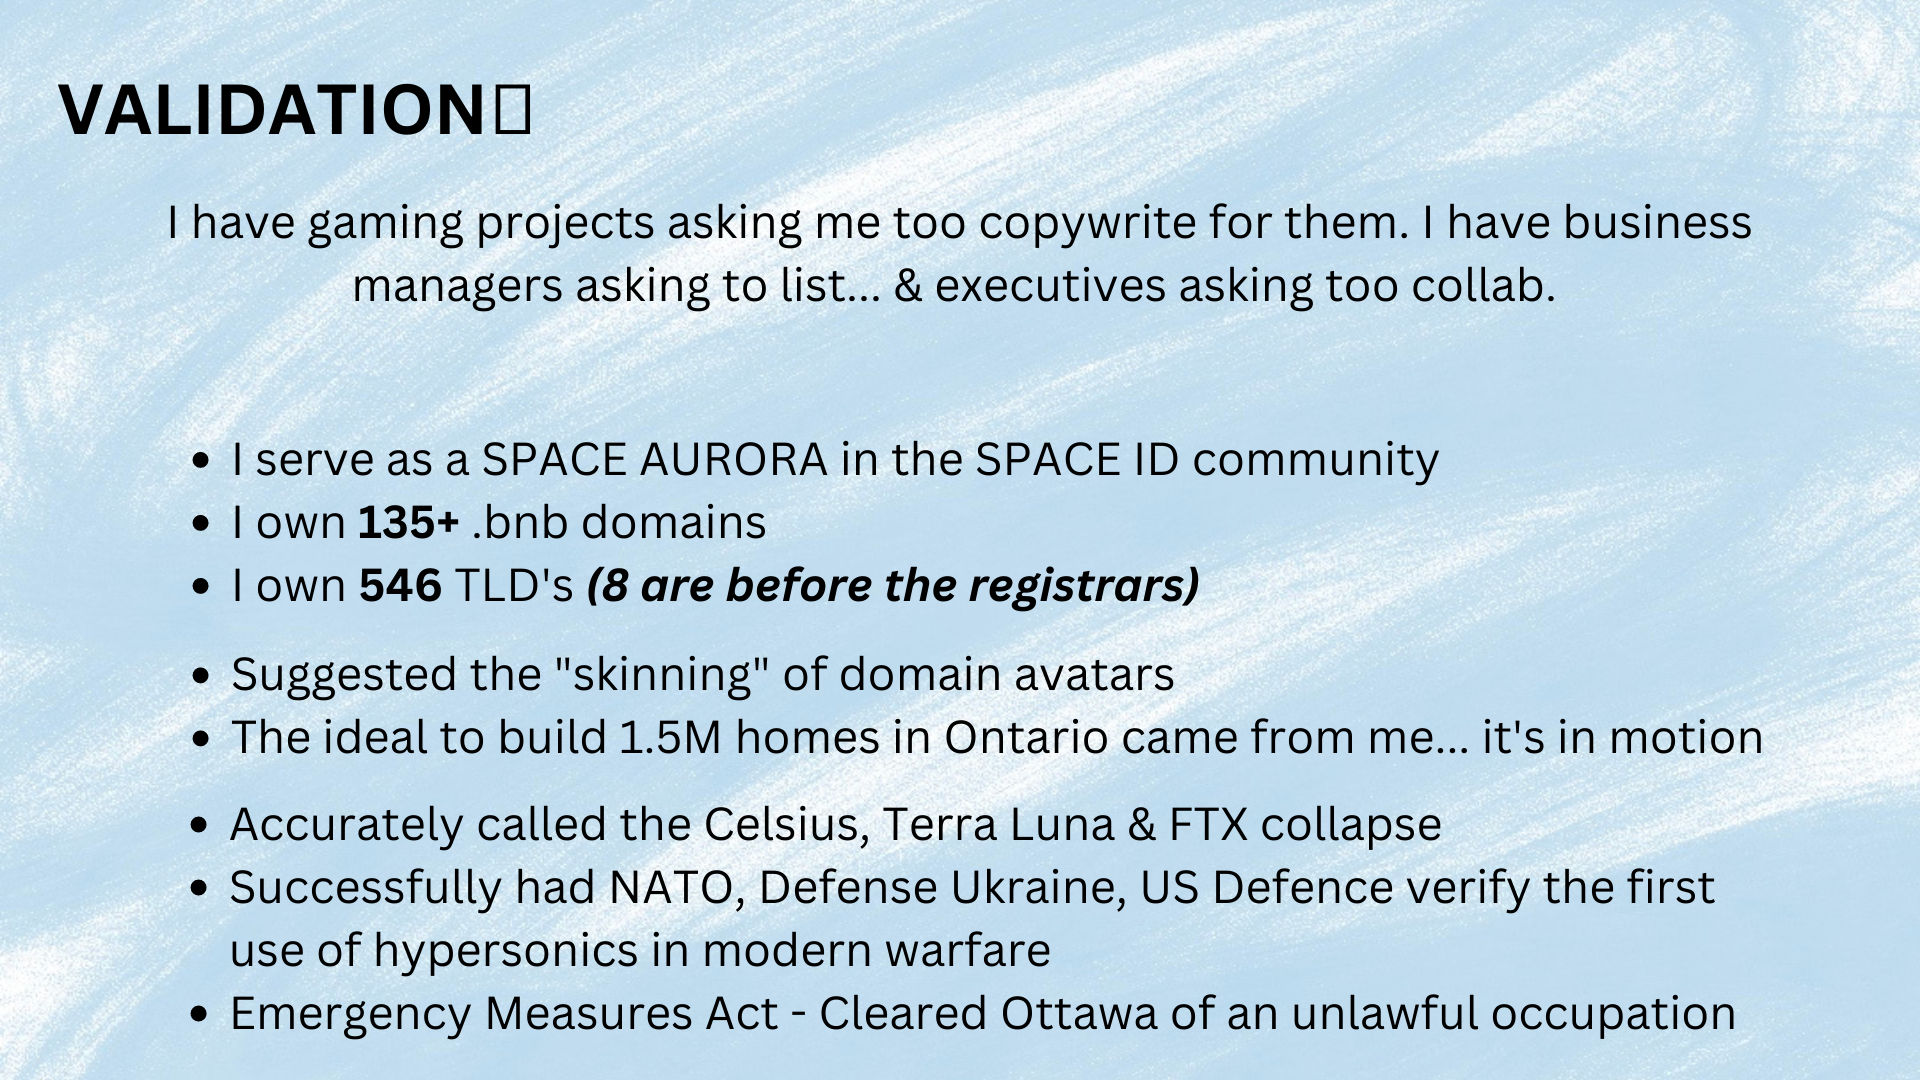 VALIDATION
I have gaming projects asking me too copywrite for them. I have business
managers asking to list... & executives asking too collab.
• I serve as a SPACE AURORA in the SPACE ID community
• I own 135+ .bnb domains
• I own 546 TLD's (8 are before the registrars)
• Suggested the "skinning" of domain avatars
• The ideal to build 1.5M homes in Ontario came from me... it's in motion
• Accurately called the Celsius, Terra Luna & FTX collapse
• Successfully had NATO, Defense Ukraine, US Defence verify the first
use of hypersonics in modern warfare
• Emergency Measures Act - Cleared Ottawa of an unlawful occupation